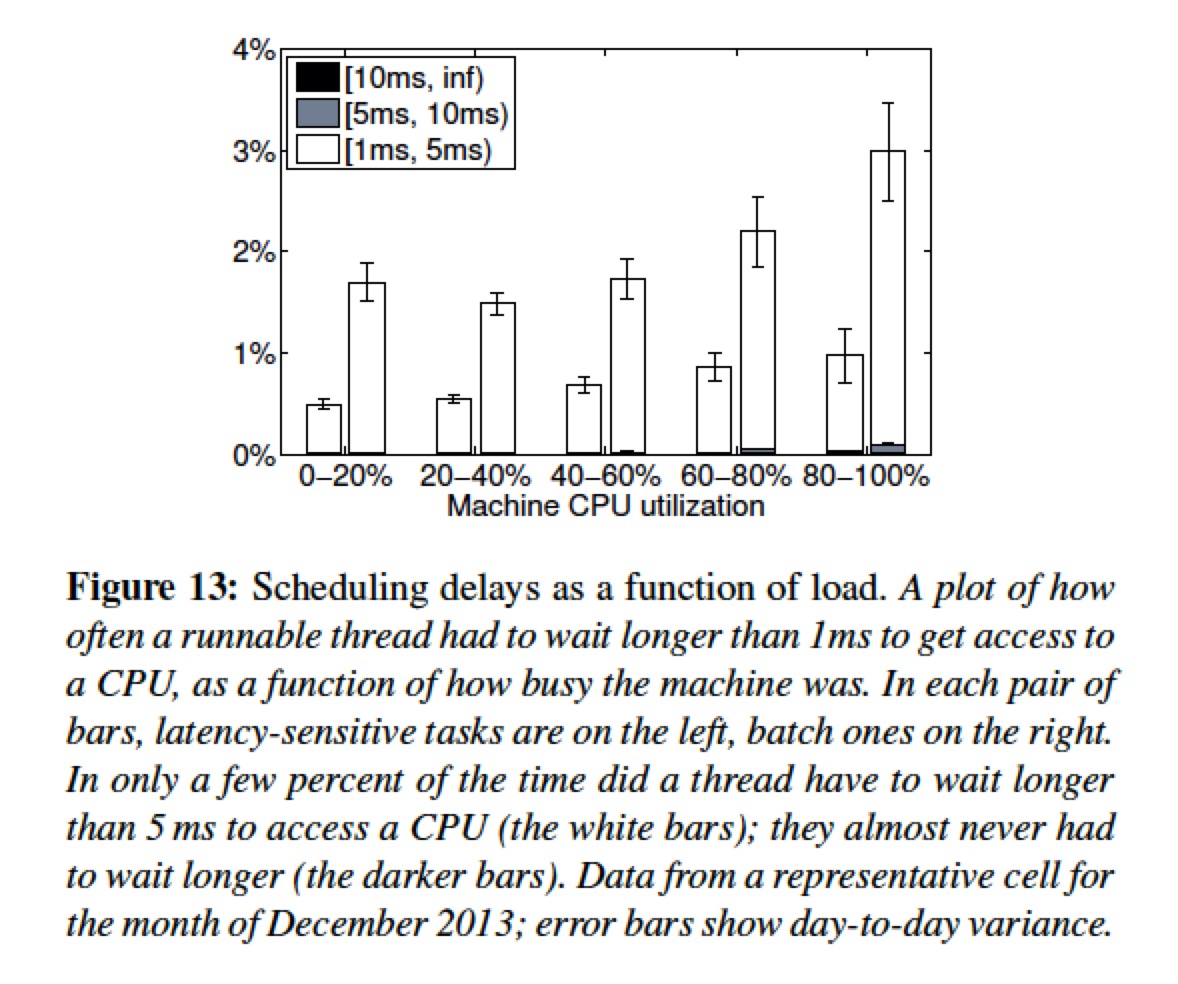 4%
[10ms, inf)
[5ms, 10ms)
[1ms, 5ms)
3%
2%
1%
0%
0–20% 20–40% 40–60% 60–80% 80–100%
Machine CPU utilization
Figure 13: Scheduling delays as a function of load. A plot of how
often a runnable thread had to wait longer than 1ms to get access to
a CPU, as a function of how busy the machine was. In each pair of
bars, latency-sensitive tasks are on the left, batch ones on the right.
In only a few percent of the time did a thread have to wait longer
than 5 ms to access a CPU (the white bars); they almost never had
to wait longer (the darker bars). Data from a representative cell for
the month of December 2013; error bars show day-to-day variance.